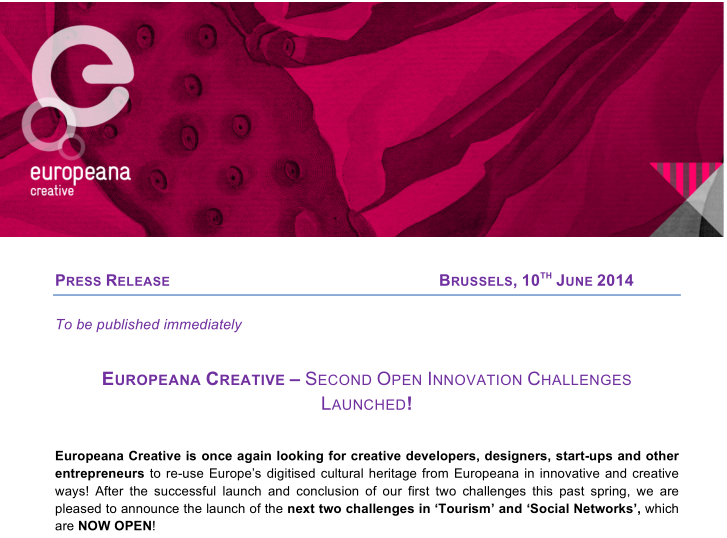 europeana
creative
PRESS RELEASE BRUSSELS, 10TH JUNE 2014
To be published immediately
EUROPEANA CREATIVE – SECOND OPEN INNOVATION CHALLENGES
LAUNCHED!
Europeana Creative is once again looking for creative developers, designers, start-ups and other
entrepreneurs to re-use Europe's digitised cultural heritage from Europeana in innovative and creative
ways! After the successful launch and conclusion of our first two challenges this past spring, we are
pleased to announce the launch of the next two challenges in ‘Tourism’ and ‘Social Networks’, which
are NOW OPEN!